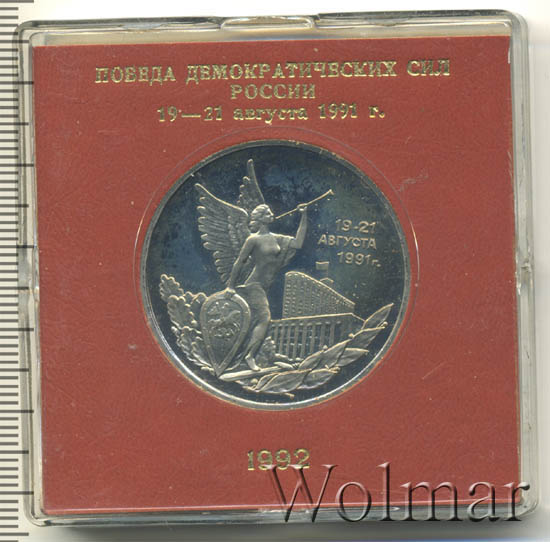 ПОБЕДА ДЕМОКРАТИЧЕСКИХ СИЛ
РОССИИ
19—21 августа 1991 г.
19-21
АВГУСТА
1991г.
1992
Wolmar